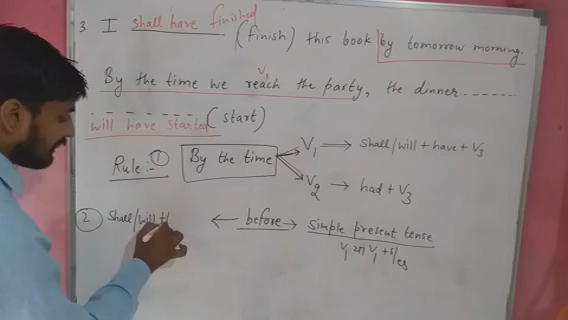 3. I shall have finished (finish) this book by tomorrow morning.
By the time we reach the party, the dinner.------
V1
------- will have started (start)
Rule:- ① By the time V1 ⟹ shall/will + have + V3
V2 → had + V3
② Shall/will + ← before → simple present tense
V1 या V1 + s/es